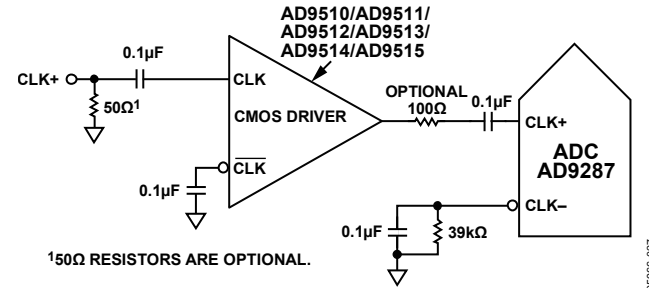 AD9510/AD9511/
AD9512/AD9513/
AD9514/AD9515
0.1µF
CLK+
50Ω1
CLK
CMOS DRIVER
CLK
0.1µF
OPTIONAL
100Ω
0.1µF
CLK+
ADC
AD9287
CLK–
0.1µF
39kΩ
150Ω RESISTORS ARE OPTIONAL.